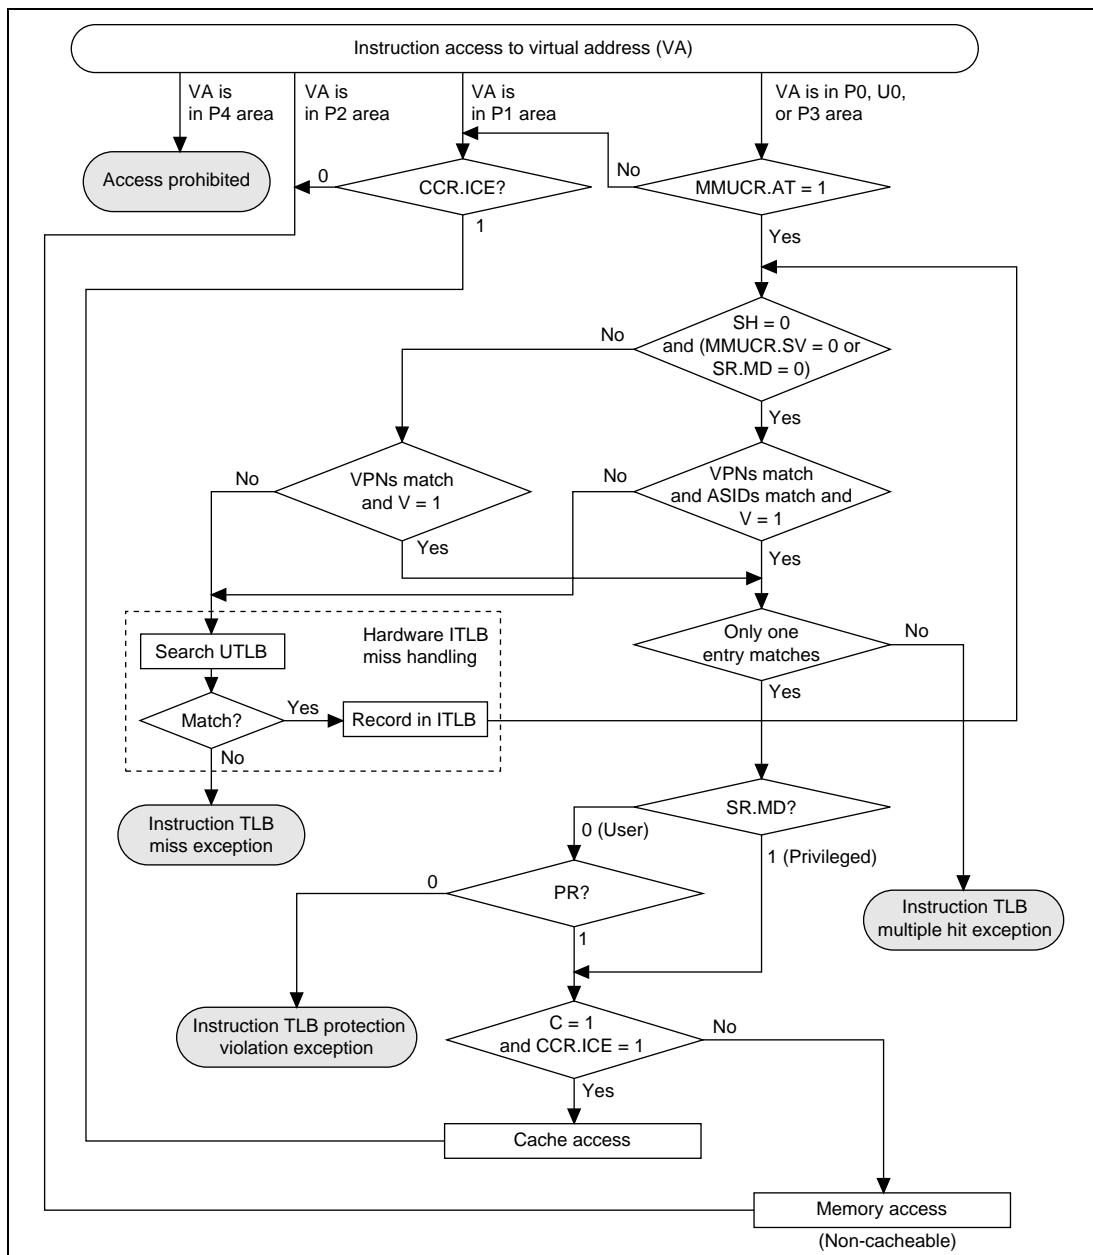 Instruction access to virtual address (VA)
VA is
in P4 area
VA is
in P2 area
VA is
in P1 area
VA is in P0, U0,
or P3 area
Access prohibited
0
CCR.ICE?
1
No
MMUCR.AT = 1
Yes
No
SH = 0
and (MMUCR.SV = 0 or
SR.MD = 0)
Yes
No
VPNs match
and V = 1
Yes
No
VPNs match
and ASIDs match and
V = 1
Yes
Hardware ITLB
miss handling
Search UTLB
Match?
Yes
Record in ITLB
No
Only one
entry matches
No
Yes
Instruction TLB
miss exception
SR.MD?
0 (User)
1 (Privileged)
0
PR?
1
Instruction TLB
multiple hit exception
Instruction TLB protection
violation exception
C = 1
and CCR.ICE = 1
No
Yes
Cache access
Memory access
(Non-cacheable)